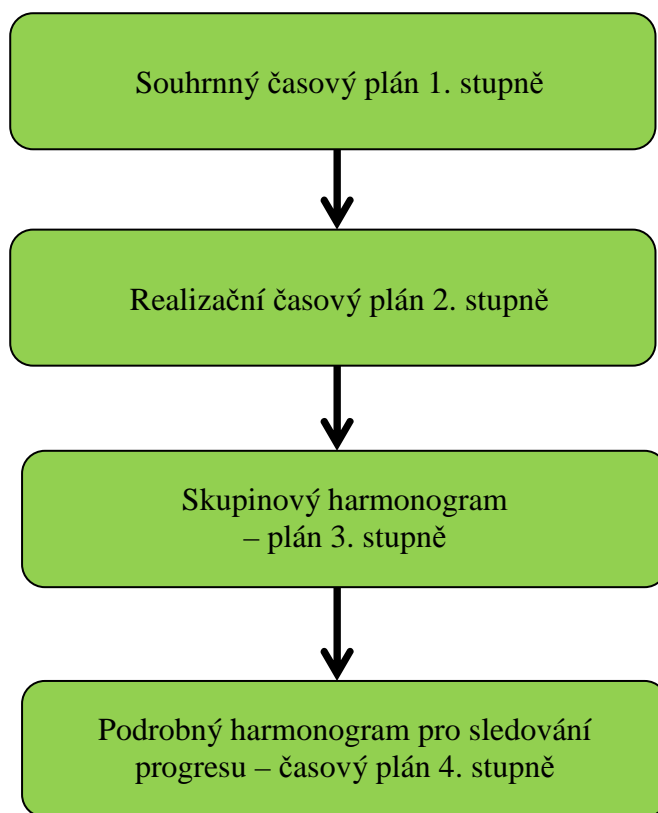 Souhrnný časový plán 1. stupně
Realizační časový plán 2. stupně
Skupinový harmonogram
– plán 3. stupně
Podrobný harmonogram pro sledování
progresu – časový plán 4. stupně